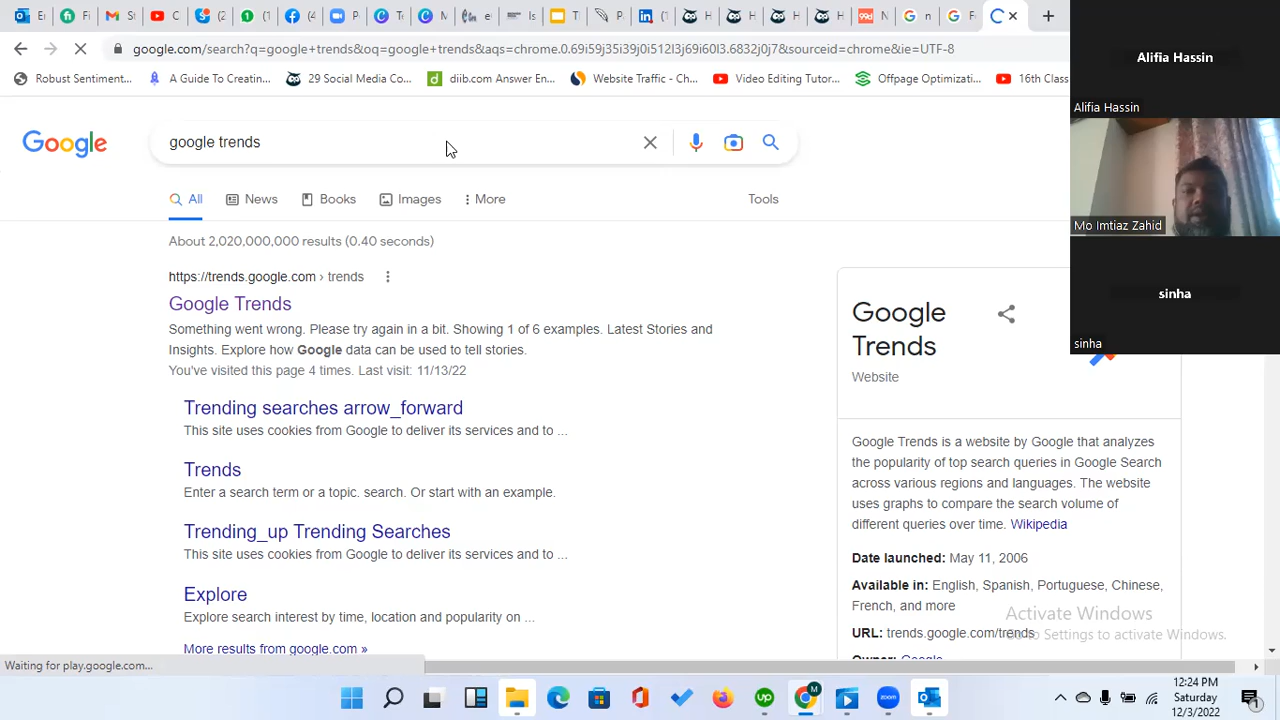 (2
google.com/search?q=google+trends&oq=google+trends&aqs=chrome.0.69i59j35i39j0i512l3j69i60l3.6832j0j7&sourceid=chrome&ie=UTF-8
Robust Sentiment...
A Guide To Creatin...
29 Social Media Co...
diib.com Answer En...
Website Traffic - Ch...
Video Editing Tutor...
Offpage Optimizati...
16th Class
Google
google trends
All
News
Books
Images
More
Tools
About 2,020,000,000 results (0.40 seconds)
https://trends.google.com › trends
Google Trends
Something went wrong. Please try again in a bit. Showing 1 of 6 examples. Latest Stories and
Insights. Explore how Google data can be used to tell stories.
You've visited this page 4 times. Last visit: 11/13/22
Trending searches arrow_forward
This site uses cookies from Google to deliver its services and to ...
Trends
Enter a search term or a topic. search. Or start with an example.
Trending_up Trending Searches
This site uses cookies from Google to deliver its services and to ...
Explore
Explore search interest by time, location and popularity on ...
More results from google.com »
Google
Trends
Website
Google Trends is a website by Google that analyzes
the popularity of top search queries in Google Search
across various regions and languages. The website
uses graphs to compare the search volume of
different queries over time. Wikipedia
Date launched: May 11, 2006
Available in: English, Spanish, Portuguese, Chinese,
French, and more
URL: trends.google.com/trends
Owner: Google
Activate Windows
Go to Settings to activate Windows.
Alifia Hassin
Alifia Hassin
Mo Imtiaz Zahid
sinha
sinha
Waiting for play.google.com...
12:24 PM
Saturday
12/3/2022